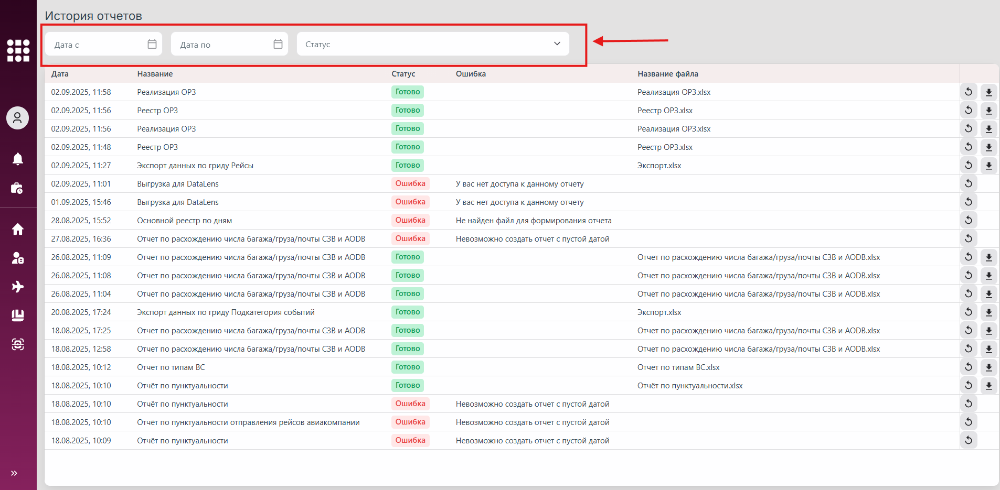 История отчетов
Дата с Дата по Статус
Дата Название Статус Ошибка Название файла
02.09.2025, 11:58 Реализация ОРЗ Готово Реализация ОРЗ.xlsx
02.09.2025, 11:56 Реестр ОРЗ Готово Реестр ОРЗ.xlsx
02.09.2025, 11:56 Реализация ОРЗ Готово Реализация ОРЗ.xlsx
02.09.2025, 11:48 Реестр ОРЗ Готово Реестр ОРЗ.xlsx
02.09.2025, 11:27 Экспорт данных по гриду Рейсы Готово Экспорт.xlsx
02.09.2025, 11:01 Выгрузка для DataLens Ошибка У вас нет доступа к данному отчету
01.09.2025, 15:46 Выгрузка для DataLens Ошибка У вас нет доступа к данному отчету
28.08.2025, 15:52 Основной реестр по дням Ошибка Не найден файл для формирования отчета
27.08.2025, 16:36 Отчет по расхождению числа багажа/груза/почты СЗВ и AODB Ошибка Невозможно создать отчет с пустой датой
26.08.2025, 11:09 Отчет по расхождению числа багажа/груза/почты СЗВ и AODB Готово Отчет по расхождению числа багажа/груза/почты СЗВ и AODB.xlsx
26.08.2025, 11:08 Отчет по расхождению числа багажа/груза/почты СЗВ и AODB Готово Отчет по расхождению числа багажа/груза/почты СЗВ и AODB.xlsx
26.08.2025, 11:04 Отчет по расхождению числа багажа/груза/почты СЗВ и AODB Готово Отчет по расхождению числа багажа/груза/почты СЗВ и AODB.xlsx
20.08.2025, 17:24 Экспорт данных по гриду Подкатегория событий Готово Экспорт.xlsx
18.08.2025, 17:25 Отчет по расхождению числа багажа/груза/почты СЗВ и AODB Готово Отчет по расхождению числа багажа/груза/почты СЗВ и AODB.xlsx
18.08.2025, 12:58 Отчет по расхождению числа багажа/груза/почты СЗВ и AODB Готово Отчет по расхождению числа багажа/груза/почты СЗВ и AODB.xlsx
18.08.2025, 10:12 Отчет по типам ВС Готово Отчет по типам ВС.xlsx
18.08.2025, 10:10 Отчёт по пунктуальности Готово Отчёт по пунктуальности.xlsx
18.08.2025, 10:10 Отчёт по пунктуальности Ошибка Невозможно создать отчет с пустой датой
18.08.2025, 10:10 Отчёт по пунктуальности отправления рейсов авиакомпании Ошибка Невозможно создать отчет с пустой датой
18.08.2025, 10:09 Отчёт по пунктуальности Ошибка Невозможно создать отчет с пустой датой